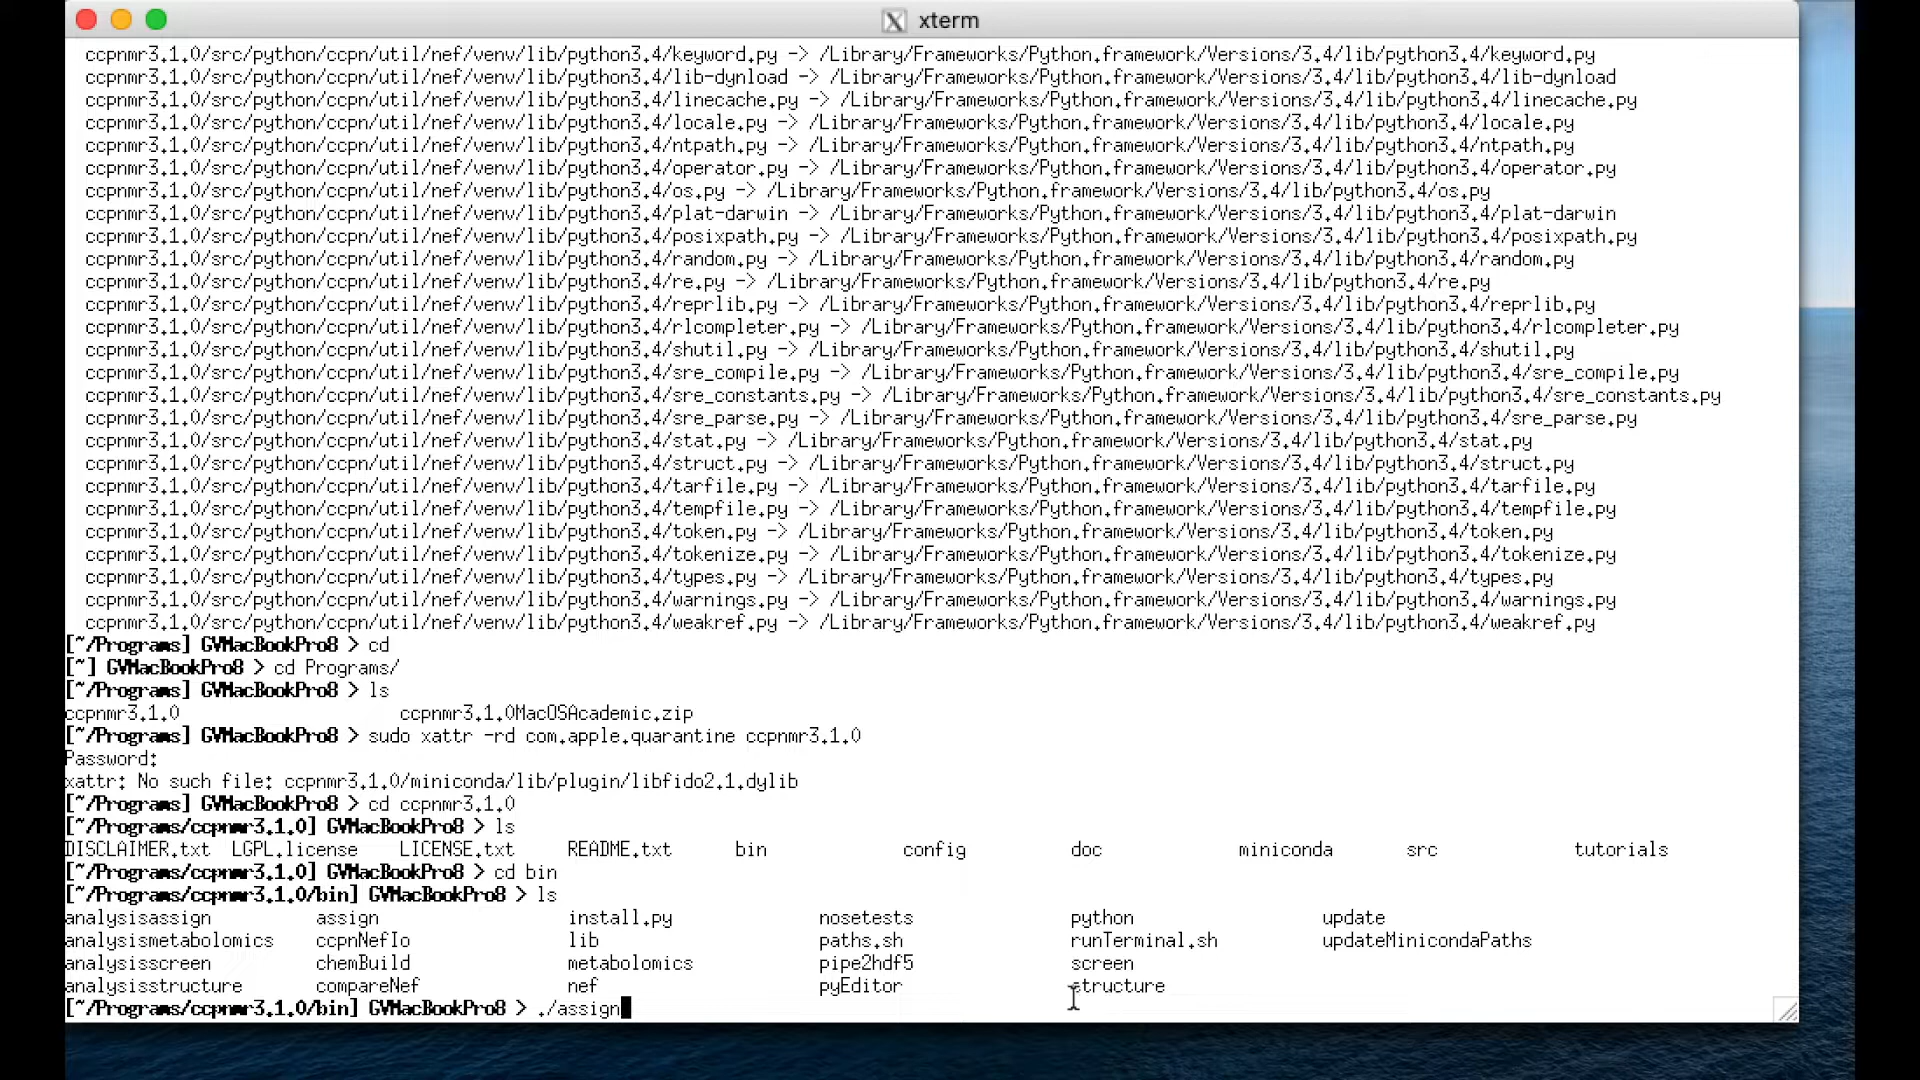 xterm
ccpnmr3.1.0/src/python/ccpn/util/nef/venv/lib/python3.4/keyword.py -> /Library/Frameworks/Python.framework/Versions/3.4/lib/python3.4/keyword.py
ccpnmr3.1.0/src/python/ccpn/util/nef/venv/lib/python3.4/lib-dynload -> /Library/Frameworks/Python.framework/Versions/3.4/lib/python3.4/lib-dynload
ccpnmr3.1.0/src/python/ccpn/util/nef/venv/lib/python3.4/linecache.py -> /Library/Frameworks/Python.framework/Versions/3.4/lib/python3.4/linecache.py
ccpnmr3.1.0/src/python/ccpn/util/nef/venv/lib/python3.4/locale.py -> /Library/Frameworks/Python.framework/Versions/3.4/lib/python3.4/locale.py
ccpnmr3.1.0/src/python/ccpn/util/nef/venv/lib/python3.4/ntpath.py -> /Library/Frameworks/Python.framework/Versions/3.4/lib/python3.4/ntpath.py
ccpnmr3.1.0/src/python/ccpn/util/nef/venv/lib/python3.4/operator.py -> /Library/Frameworks/Python.framework/Versions/3.4/lib/python3.4/operator.py
ccpnmr3.1.0/src/python/ccpn/util/nef/venv/lib/python3.4/os.py -> /Library/Frameworks/Python.framework/Versions/3.4/lib/python3.4/os.py
ccpnmr3.1.0/src/python/ccpn/util/nef/venv/lib/python3.4/plat-darwin -> /Library/Frameworks/Python.framework/Versions/3.4/lib/python3.4/plat-darwin
ccpnmr3.1.0/src/python/ccpn/util/nef/venv/lib/python3.4/posixpath.py -> /Library/Frameworks/Python.framework/Versions/3.4/lib/python3.4/posixpath.py
ccpnmr3.1.0/src/python/ccpn/util/nef/venv/lib/python3.4/random.py -> /Library/Frameworks/Python.framework/Versions/3.4/lib/python3.4/random.py
ccpnmr3.1.0/src/python/ccpn/util/nef/venv/lib/python3.4/re.py -> /Library/Frameworks/Python.framework/Versions/3.4/lib/python3.4/re.py
ccpnmr3.1.0/src/python/ccpn/util/nef/venv/lib/python3.4/reprlib.py -> /Library/Frameworks/Python.framework/Versions/3.4/lib/python3.4/reprlib.py
ccpnmr3.1.0/src/python/ccpn/util/nef/venv/lib/python3.4/rlcompleter.py -> /Library/Frameworks/Python.framework/Versions/3.4/lib/python3.4/rlcompleter.py
ccpnmr3.1.0/src/python/ccpn/util/nef/venv/lib/python3.4/shutil.py -> /Library/Frameworks/Python.framework/Versions/3.4/lib/python3.4/shutil.py
ccpnmr3.1.0/src/python/ccpn/util/nef/venv/lib/python3.4/sre_compile.py -> /Library/Frameworks/Python.framework/Versions/3.4/lib/python3.4/sre_compile.py
ccpnmr3.1.0/src/python/ccpn/util/nef/venv/lib/python3.4/sre_constants.py -> /Library/Frameworks/Python.framework/Versions/3.4/lib/python3.4/sre_constants.py
ccpnmr3.1.0/src/python/ccpn/util/nef/venv/lib/python3.4/sre_parse.py -> /Library/Frameworks/Python.framework/Versions/3.4/lib/python3.4/sre_parse.py
ccpnmr3.1.0/src/python/ccpn/util/nef/venv/lib/python3.4/stat.py -> /Library/Frameworks/Python.framework/Versions/3.4/lib/python3.4/stat.py
ccpnmr3.1.0/src/python/ccpn/util/nef/venv/lib/python3.4/struct.py -> /Library/Frameworks/Python.framework/Versions/3.4/lib/python3.4/struct.py
ccpnmr3.1.0/src/python/ccpn/util/nef/venv/lib/python3.4/tarfile.py -> /Library/Frameworks/Python.framework/Versions/3.4/lib/python3.4/tarfile.py
ccpnmr3.1.0/src/python/ccpn/util/nef/venv/lib/python3.4/tempfile.py -> /Library/Frameworks/Python.framework/Versions/3.4/lib/python3.4/tempfile.py
ccpnmr3.1.0/src/python/ccpn/util/nef/venv/lib/python3.4/token.py -> /Library/Frameworks/Python.framework/Versions/3.4/lib/python3.4/token.py
ccpnmr3.1.0/src/python/ccpn/util/nef/venv/lib/python3.4/tokenize.py -> /Library/Frameworks/Python.framework/Versions/3.4/lib/python3.4/tokenize.py
ccpnmr3.1.0/src/python/ccpn/util/nef/venv/lib/python3.4/types.py -> /Library/Frameworks/Python.framework/Versions/3.4/lib/python3.4/types.py
ccpnmr3.1.0/src/python/ccpn/util/nef/venv/lib/python3.4/warnings.py -> /Library/Frameworks/Python.framework/Versions/3.4/lib/python3.4/warnings.py
ccpnmr3.1.0/src/python/ccpn/util/nef/venv/lib/python3.4/weakref.py -> /Library/Frameworks/Python.framework/Versions/3.4/lib/python3.4/weakref.py
[~/Programs] GVMacBookPro8 > cd
[~] GVMacBookPro8 > cd Programs/
[~/Programs] GVMacBookPro8 > ls
ccpnmr3.1.0 ccpnmr3.1.0MacOSAcademic.zip
[~/Programs] GVMacBookPro8 > sudo xattr -rd com.apple.quarantine ccpnmr3.1.0
Password:
xattr: No such file: ccpnmr3.1.0/miniconda/lib/plugin/libfido2.1.dylib
[~/Programs] GVMacBookPro8 > cd ccpnmr3.1.0
[~/Programs/ccpnmr3.1.0] GVMacBookPro8 > ls
DISCLAIMER.txt LGPL.license LICENSE.txt README.txt bin config doc miniconda src tutorials
[~/Programs/ccpnmr3.1.0] GVMacBookPro8 > cd bin
[~/Programs/ccpnmr3.1.0/bin] GVMacBookPro8 > ls
analysisassign assign install.py nosetests python update
analysismetabolomics ccpnNefIo lib paths.sh runTerminal.sh updateMinicondaPaths
analysisscreen chemBuild metabolomics pipe2hdf5 screen
analysisstructure compareNef nef pyEditor structure
[~/Programs/ccpnmr3.1.0/bin] GVMacBookPro8 > ./assign